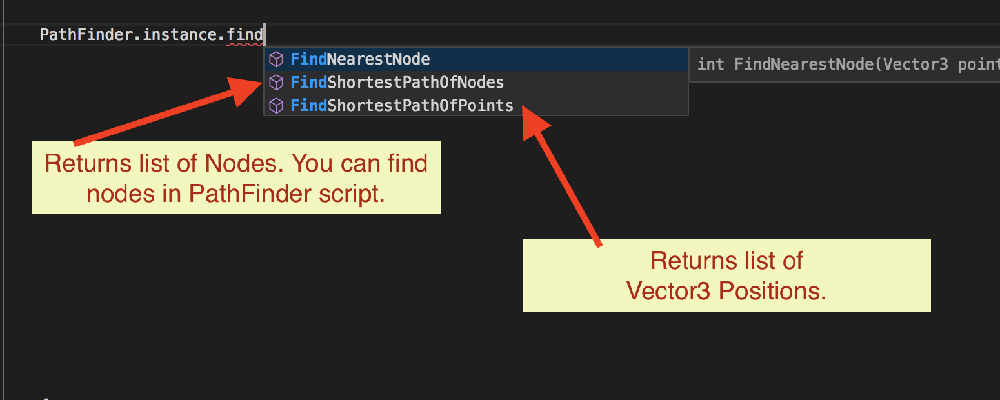 PathFinder.instance.find
FindNearestNode
int FindNearestNode(Vector3 point
FindShortestPathOfNodes
FindShortestPathOfPoints
Returns list of Nodes. You can find
nodes in PathFinder script.
Returns list of
Vector3 Positions.